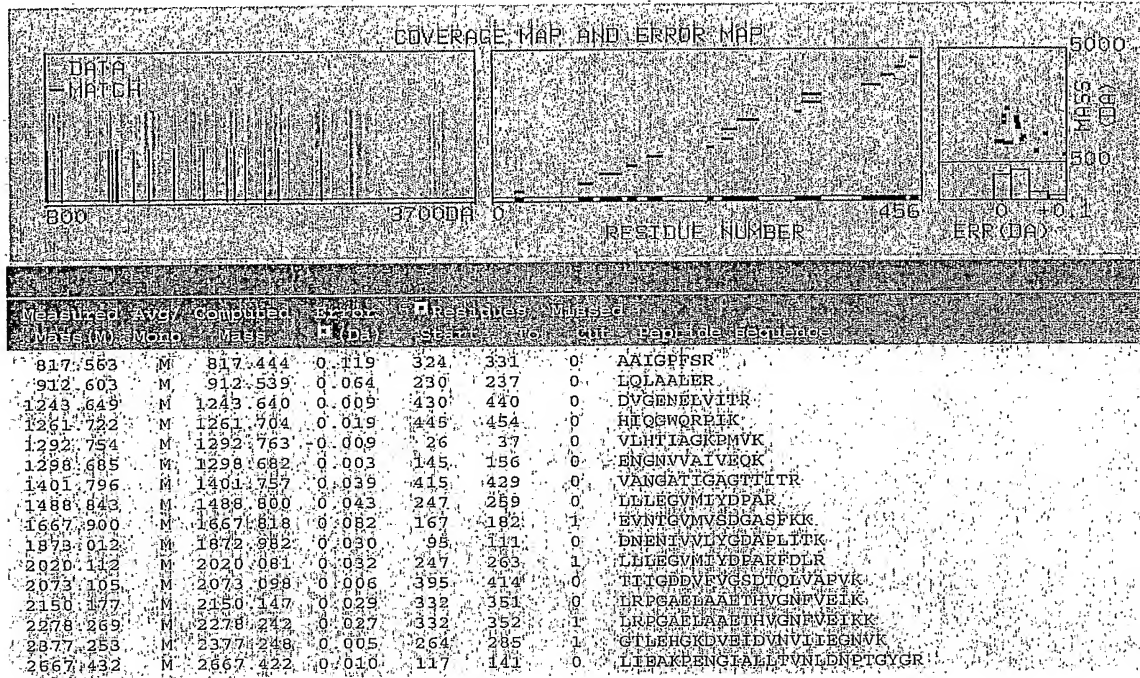 COVERAGE MAP AND ERROR MAP
5000
DATA
MATCH
MASS (DA)
500
800 3700DA 0 456 0 +0.1
RESIDUE NUMBER ERR(DA)
Measured Avg/ Computed Error Residues Missed
Mass(M) Mono Mass (Da) Start To Cut Peptide Sequence
817.563 M 817.444 0.119 324 331 0 AAIGPFSR
912.603 M 912.539 0.064 230 237 0 LQLAALER
1243.649 M 1243.640 0.009 430 440 0 DVGENELVITR
1261.722 M 1261.704 0.019 445 454 0 HIQGWQRPIK
1292.754 M 1292.763 -0.009 26 37 0 VLHTIAGKPMVK
1298.685 M 1298.682 0.003 145 156 0 ENGNVVAIVEQK
1401.796 M 1401.757 0.039 415 429 0 VANGATIGAGTTITR
1488.843 M 1488.800 0.043 247 259 0 LLLEGVMIYDPAR
1667.900 M 1667.818 0.082 167 182 1 EVNTGVMVSDGASFKK
1873.012 M 1872.982 0.030 95 111 0 DNENIVVLYGDAPLITK
2020.112 M 2020.081 0.032 247 263 1 LLLEGVMIYDPARFDLR
2073.105 M 2073.098 0.006 395 414 0 TTIGDDVFVGSDTQLVAPVK
2150.177 M 2150.147 0.029 332 351 0 LRPGAELAAETHVGNFVEIK
2278.269 M 2278.242 0.027 332 352 1 LRPGAELAAETHVGNFVEIKK
2377.253 M 2377.248 0.005 264 285 1 GTLEHGKDVEIDVNVIIEGNVK
2667.432 M 2667.422 0.010 117 141 0 LIEAKPENGIALLTVNLDNPTGYGR